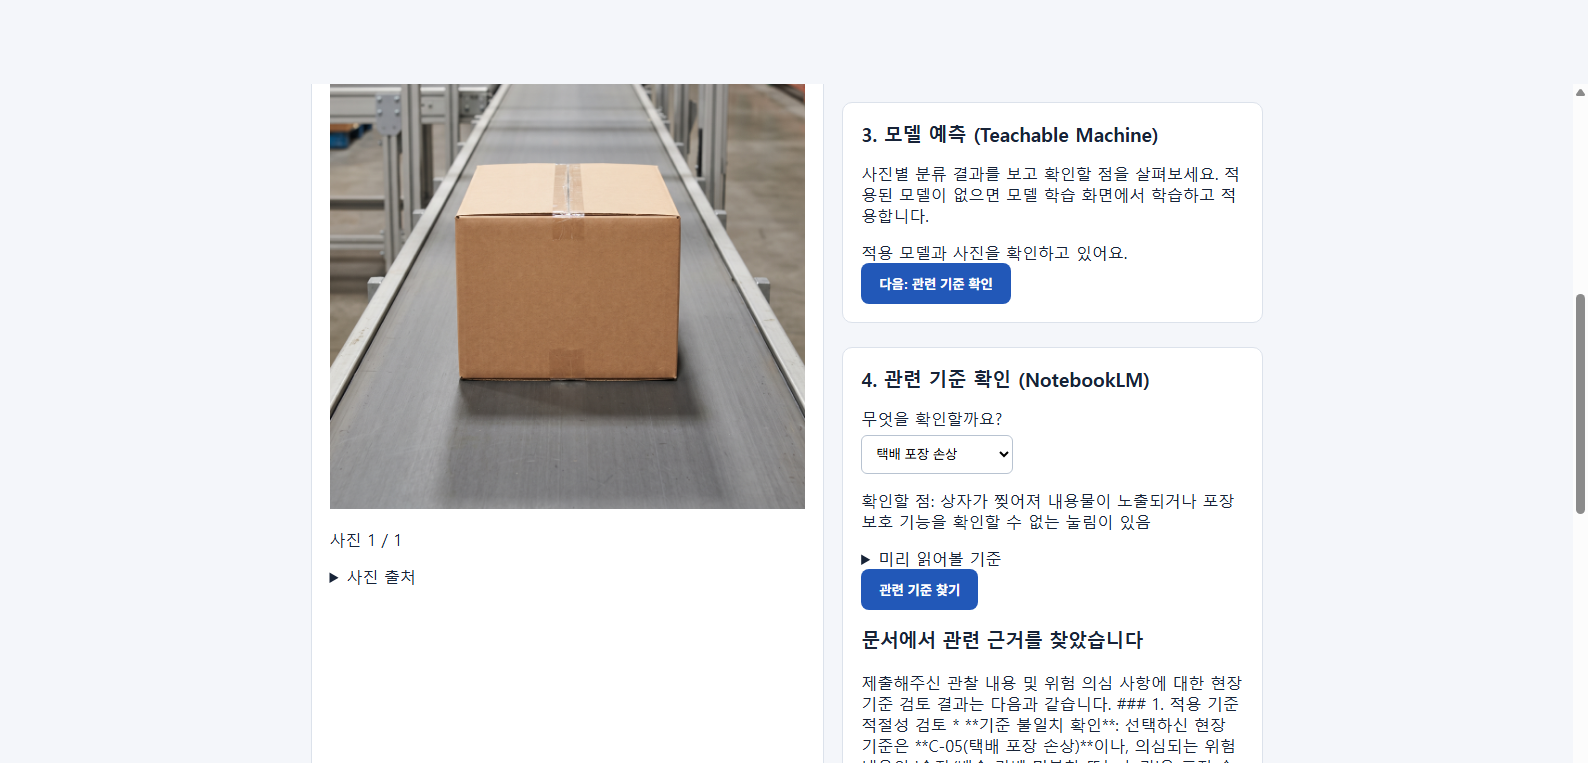 사진 1 / 1
▶ 사진 출처
3. 모델 예측 (Teachable Machine)
사진별 분류 결과를 보고 확인할 점을 살펴보세요. 적
용된 모델이 없으면 모델 학습 화면에서 학습하고 적
용합니다.
적용 모델과 사진을 확인하고 있어요.
다음: 관련 기준 확인
4. 관련 기준 확인 (NotebookLM)
무엇을 확인할까요?
택배 포장 손상
확인할 점: 상자가 찢어져 내용물이 노출되거나 포장
보호 기능을 확인할 수 없는 눌림이 있음
▶ 미리 읽어볼 기준
관련 기준 찾기
문서에서 관련 근거를 찾았습니다
제출해주신 관찰 내용 및 위험 의심 사항에 대한 현장
기준 검토 결과는 다음과 같습니다. ### 1. 적용 기준
적절성 검토 * **기준 불일치 확인**: 선택하신 현장
기준은 **C-05(택배 포장 손상)**이나, 의심되는 위험